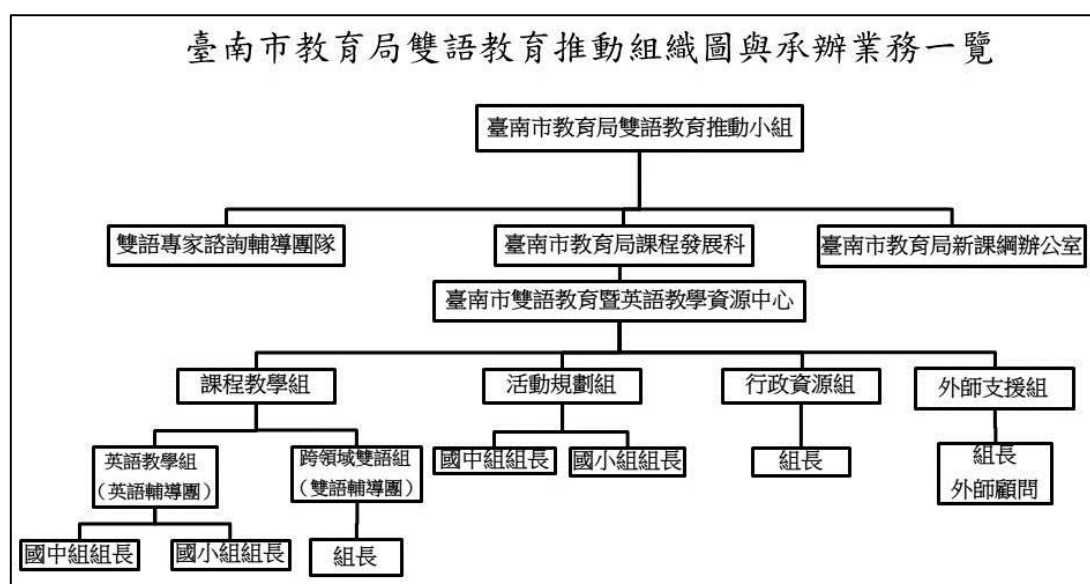 臺南市教育局雙語教育推動組織圖與承辦業務一覽
臺南市教育局雙語教育推動小組
雙語專家諮詢輔導團隊
臺南市教育局課程發展科
臺南市教育局新課綱辦公室
臺南市雙語教育暨英語教學資源中心
課程教學組
活動規劃組
行政資源組
外師支援組
英語教學組
（英語輔導團）
跨領域雙語組
（雙語輔導團）
國中組組長
國小組組長
組長
組長
外師顧問
國中組組長
國小組組長
組長